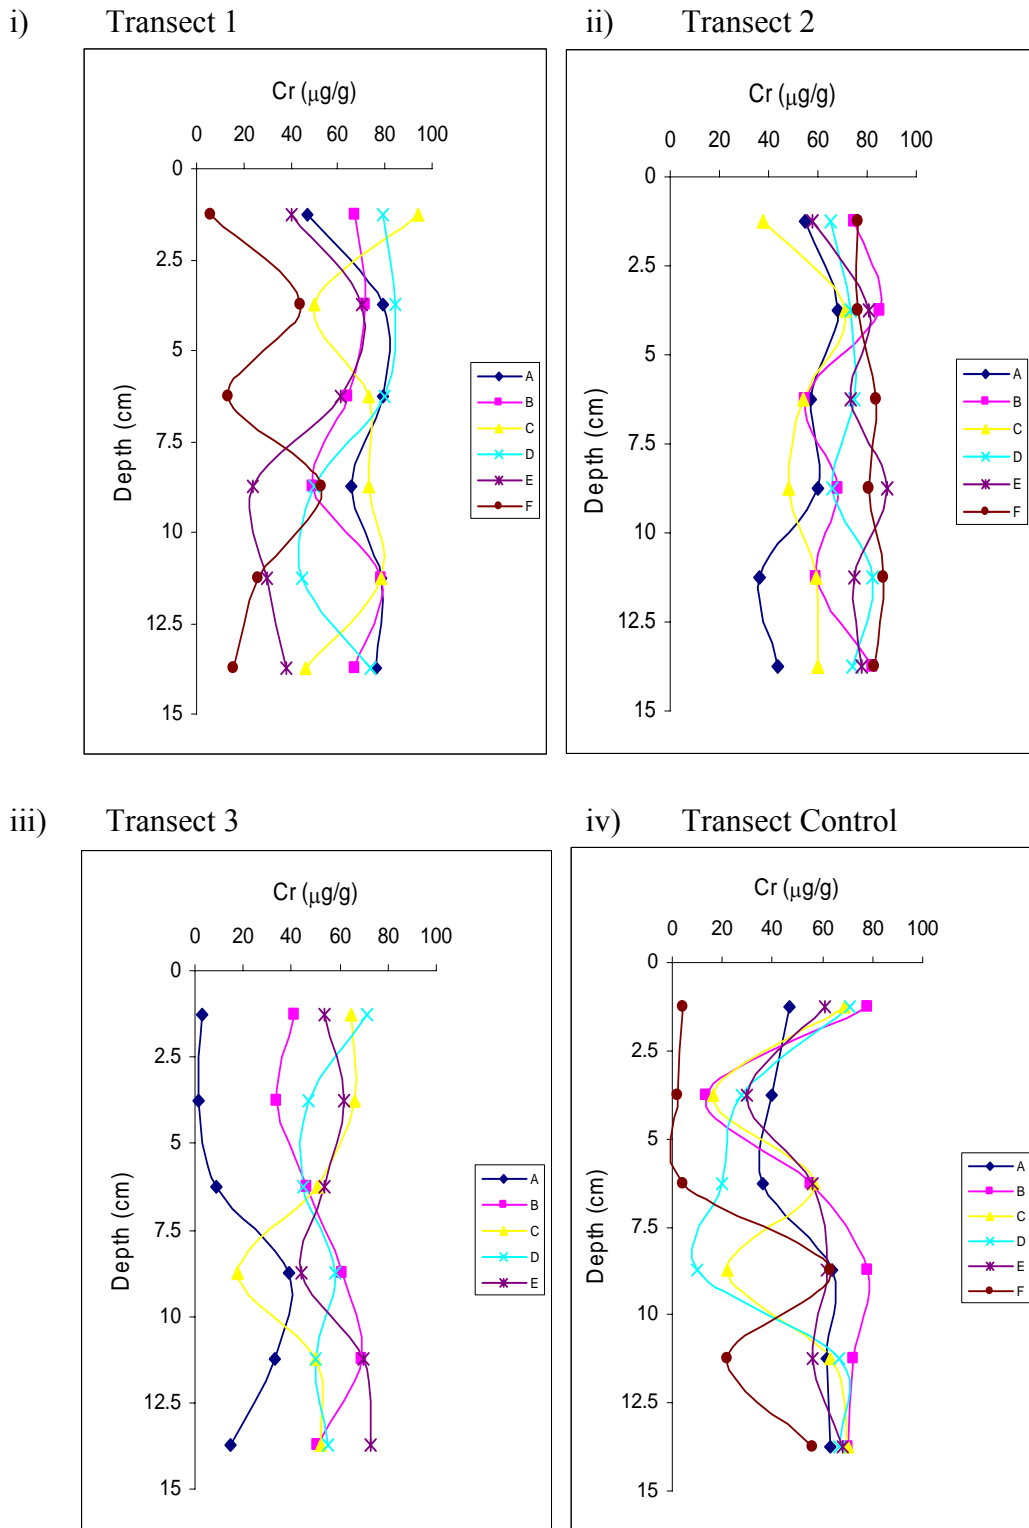 i) Transect 1
Cr (μg/g)
0 20 40 60 80 100
0
2.5
5
7.5
10
12.5
15
Depth (cm)
A
B
C
D
E
F
ii) Transect 2
Cr (μg/g)
0 20 40 60 80 100
0
2.5
5
7.5
10
12.5
15
Depth (cm)
A
B
C
D
E
F
iii) Transect 3
Cr (μg/g)
0 20 40 60 80 100
0
2.5
5
7.5
10
12.5
15
Depth (cm)
A
B
C
D
E
iv) Transect Control
Cr (μg/g)
0 20 40 60 80 100
0
2.5
5
7.5
10
12.5
15
Depth (cm)
A
B
C
D
E
F